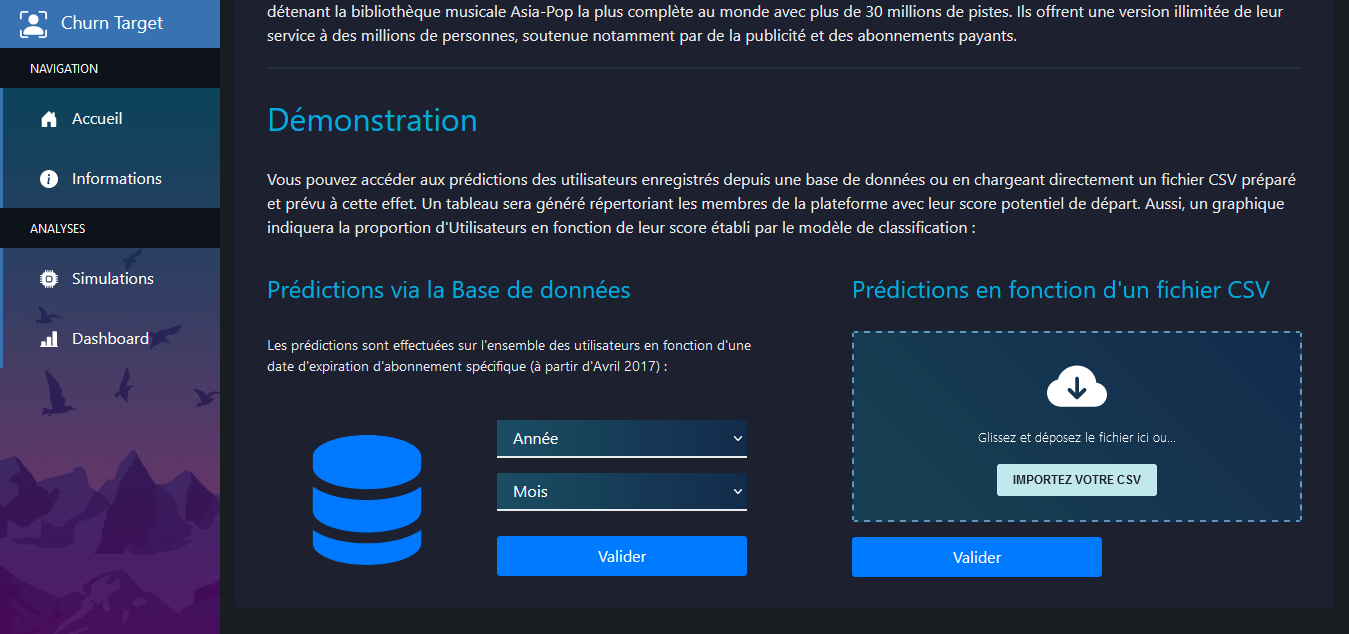 Churn Target
NAVIGATION
Accueil
Informations
ANALYSES
Simulations
Dashboard
détenant la bibliothèque musicale Asia-Pop la plus complète au monde avec plus de 30 millions de pistes. Ils offrent une version illimitée de leur
service à des millions de personnes, soutenue notamment par de la publicité et des abonnements payants.
Démonstration
Vous pouvez accéder aux prédictions des utilisateurs enregistrés depuis une base de données ou en chargeant directement un fichier CSV préparé
et prévu à cette effet. Un tableau sera généré répertoriant les membres de la plateforme avec leur score potentiel de départ. Aussi, un graphique
indiquera la proportion d'Utilisateurs en fonction de leur score établi par le modèle de classification :
Prédictions via la Base de données
Les prédictions sont effectuées sur l'ensemble des utilisateurs en fonction d'une
date d'expiration d'abonnement spécifique (à partir d'Avril 2017) :
Année
Mois
Valider
Prédictions en fonction d'un fichier CSV
Glissez et déposez le fichier ici ou...
IMPORTEZ VOTRE CSV
Valider